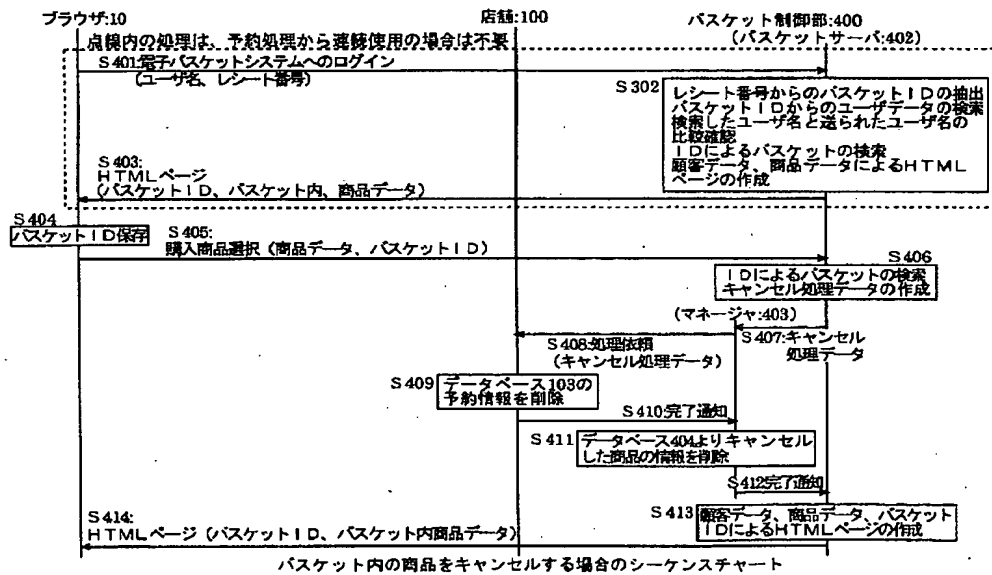 ブラウザ:10
店舗:100
バスケット制御部:400
(バスケットサーバ:402)
点線内の処理は、予約処理から連続使用の場合は不要
S401:電子バスケットシステムへのログイン
(ユーザ名、レシート番号)
S302
レシート番号からのバスケットIDの抽出
バスケットIDからのユーザデータの検索
検索したユーザ名と送られたユーザ名の
比較確認
IDによるバスケットの検索
顧客データ、商品データによるHTML
ページの作成
S403:
HTMLページ
(バスケットID、バスケット内、商品データ)
S404
バスケットID保存
S405:
購入商品選択(商品データ、バスケットID)
S406
IDによるバスケットの検索
キャンセル処理データの作成
(マネージャ:403)
S407:キャンセル
処理データ
S408:処理依頼
(キャンセル処理データ)
S409
データベース103の
予約情報を削除
S410:完了通知
S411
データベース404よりキャンセル
した商品の情報を削除
S412:完了通知
S413
顧客データ、商品データ、バスケット
IDによるHTMLページの作成
S414:
HTMLページ(バスケットID、バスケット内商品データ)
バスケット内の商品をキャンセルする場合のシーケンスチャート